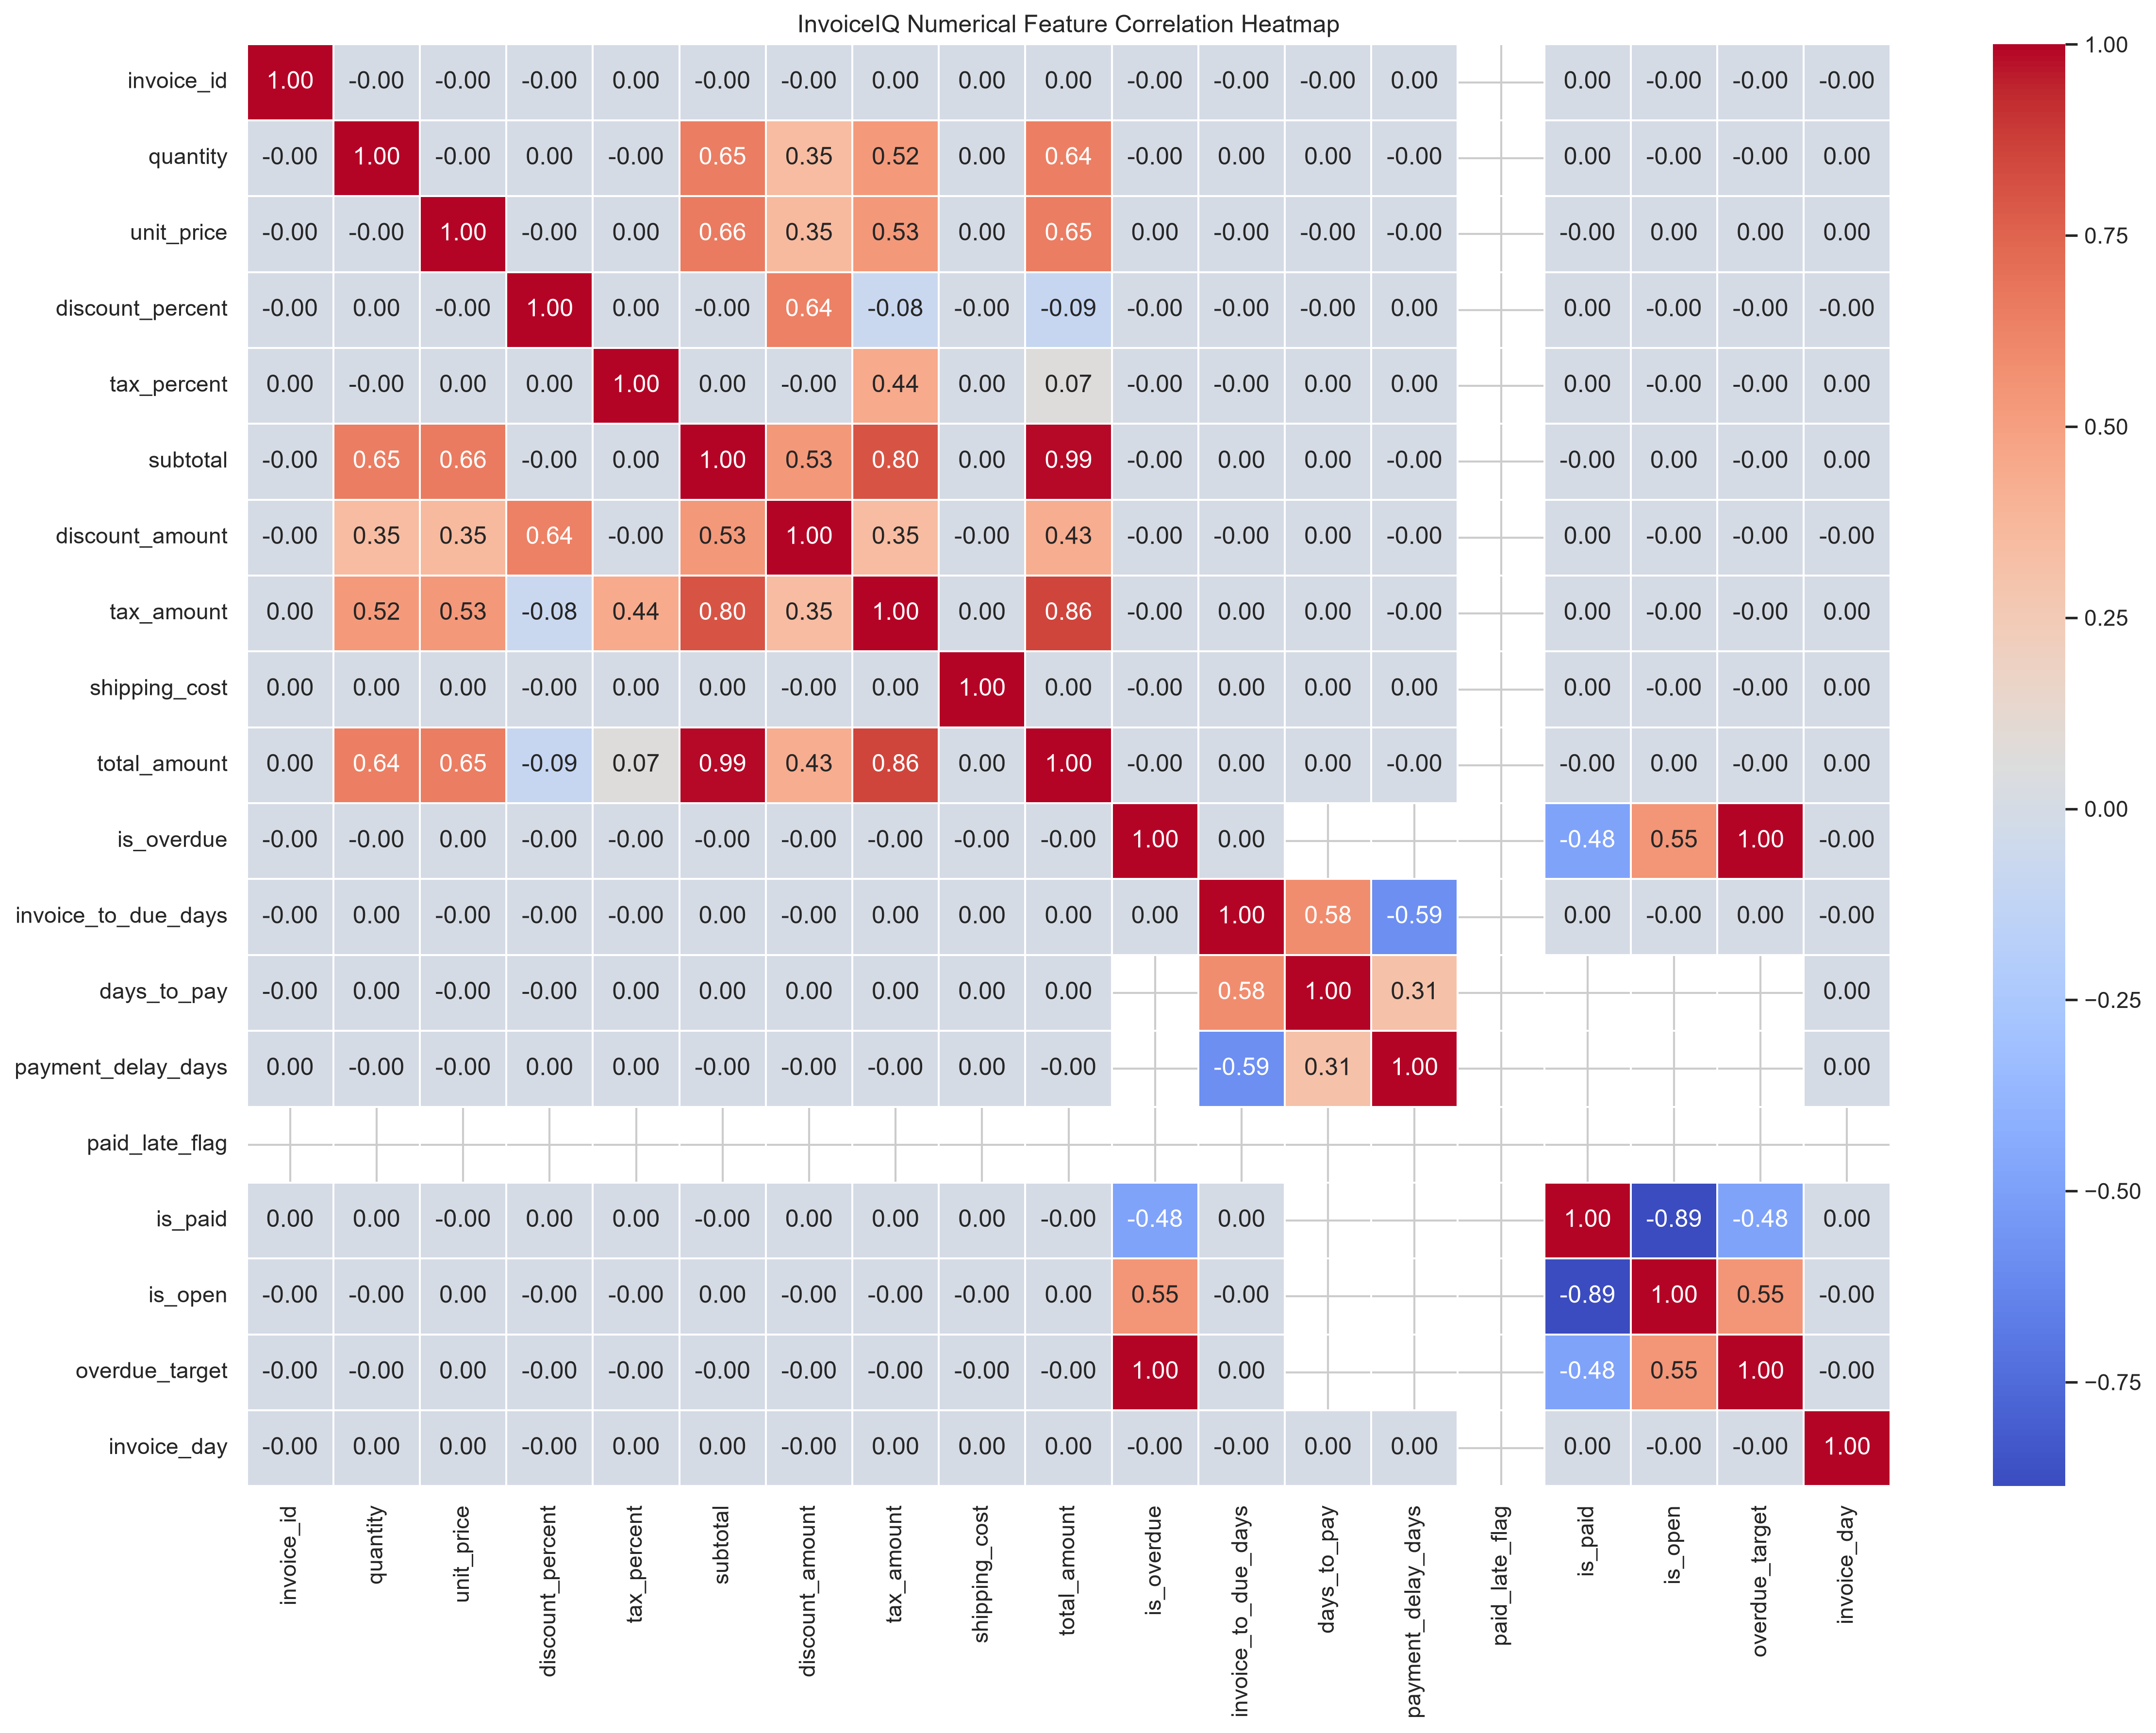 InvoiceIQ Numerical Feature Correlation Heatmap
invoice_id 1.00 -0.00 -0.00 -0.00 0.00 -0.00 -0.00 0.00 0.00 0.00 -0.00 -0.00 -0.00 0.00 0.00 -0.00 -0.00 -0.00
quantity -0.00 1.00 -0.00 0.00 -0.00 0.65 0.35 0.52 0.00 0.64 -0.00 0.00 0.00 -0.00 0.00 -0.00 -0.00 0.00
unit_price -0.00 -0.00 1.00 -0.00 0.00 0.66 0.35 0.53 0.00 0.65 0.00 -0.00 -0.00 -0.00 -0.00 0.00 0.00 0.00
discount_percent -0.00 0.00 -0.00 1.00 0.00 -0.00 0.64 -0.08 -0.00 -0.09 -0.00 -0.00 -0.00 0.00 0.00 -0.00 -0.00 -0.00
tax_percent 0.00 -0.00 0.00 0.00 1.00 0.00 -0.00 0.44 0.00 0.07 -0.00 -0.00 0.00 0.00 0.00 -0.00 -0.00 0.00
subtotal -0.00 0.65 0.66 -0.00 0.00 1.00 0.53 0.80 0.00 0.99 -0.00 0.00 0.00 -0.00 -0.00 0.00 -0.00 0.00
discount_amount -0.00 0.35 0.35 0.64 -0.00 0.53 1.00 0.35 -0.00 0.43 -0.00 -0.00 0.00 -0.00 0.00 -0.00 -0.00 -0.00
tax_amount 0.00 0.52 0.53 -0.08 0.44 0.80 0.35 1.00 0.00 0.86 -0.00 0.00 0.00 -0.00 0.00 -0.00 -0.00 0.00
shipping_cost 0.00 0.00 0.00 -0.00 0.00 0.00 -0.00 0.00 1.00 0.00 -0.00 0.00 0.00 0.00 0.00 -0.00 -0.00 0.00
total_amount 0.00 0.64 0.65 -0.09 0.07 0.99 0.43 0.86 0.00 1.00 -0.00 0.00 0.00 -0.00 -0.00 0.00 -0.00 0.00
is_overdue -0.00 -0.00 0.00 -0.00 -0.00 -0.00 -0.00 -0.00 -0.00 -0.00 1.00 0.00 -0.48 0.55 1.00 -0.00
invoice_to_due_days -0.00 0.00 -0.00 -0.00 -0.00 0.00 -0.00 0.00 0.00 0.00 0.00 1.00 0.58 -0.59 0.00 -0.00 0.00 -0.00
days_to_pay -0.00 0.00 -0.00 -0.00 0.00 0.00 0.00 0.00 0.00 0.00 0.58 1.00 0.31 0.00
payment_delay_days 0.00 -0.00 -0.00 0.00 0.00 -0.00 -0.00 -0.00 0.00 -0.00 -0.59 0.31 1.00 0.00
paid_late_flag
is_paid 0.00 0.00 -0.00 0.00 0.00 -0.00 0.00 0.00 0.00 -0.00 -0.48 0.00 1.00 -0.89 -0.48 0.00
is_open -0.00 -0.00 0.00 -0.00 -0.00 0.00 -0.00 -0.00 -0.00 0.00 0.55 -0.00 -0.89 1.00 0.55 -0.00
overdue_target -0.00 -0.00 0.00 -0.00 -0.00 -0.00 -0.00 -0.00 -0.00 -0.00 1.00 0.00 -0.48 0.55 1.00 -0.00
invoice_day -0.00 0.00 0.00 -0.00 0.00 0.00 -0.00 0.00 0.00 0.00 -0.00 -0.00 0.00 0.00 0.00 -0.00 -0.00 1.00
invoice_id
quantity
unit_price
discount_percent
tax_percent
subtotal
discount_amount
tax_amount
shipping_cost
total_amount
is_overdue
invoice_to_due_days
days_to_pay
payment_delay_days
paid_late_flag
is_paid
is_open
overdue_target
invoice_day
1.00
0.75
0.50
0.25
0.00
−0.25
−0.50
−0.75